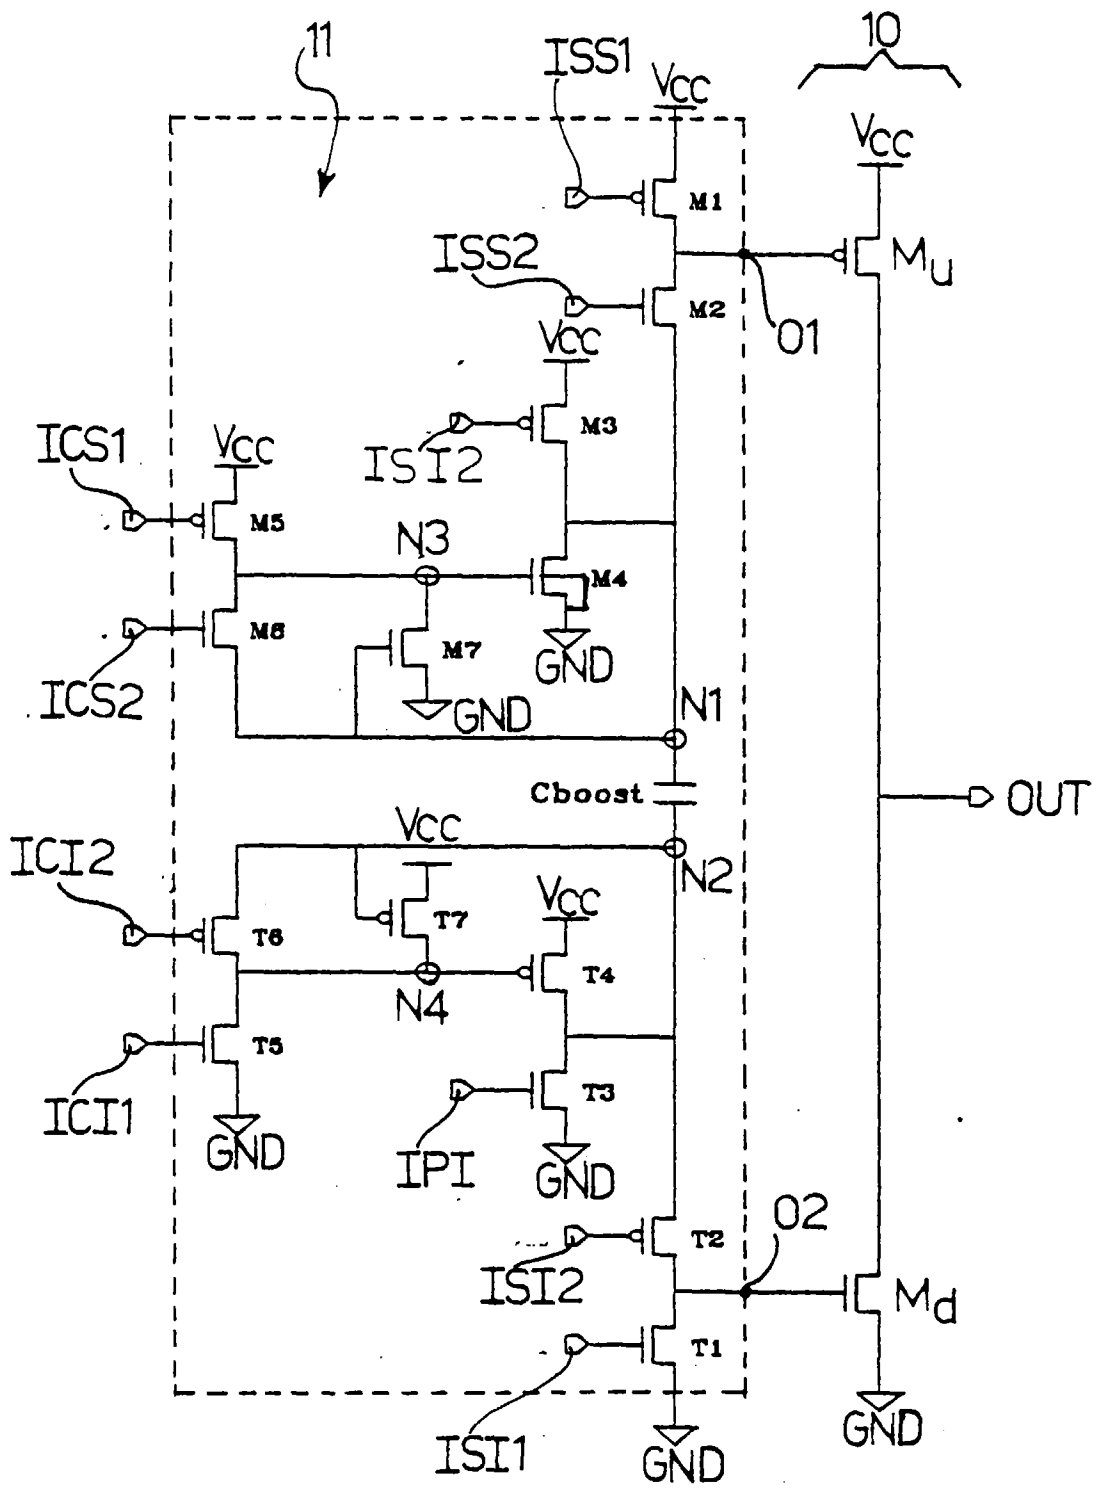 11
ISS1
10
VCC
VCC
M1
ISS2
MU
M2
O1
VCC
M3
ICS1
VCC
ISI2
M5
N3
M4
M6
M7
GND
ICS2
GND
N1
Cboost
OUT
VCC
ICI2
N2
VCC
T7
T6
T4
N4
T5
T3
ICI1
GND
IPI
GND
O2
T2
ISI2
Md
T1
ISI1
GND
GND